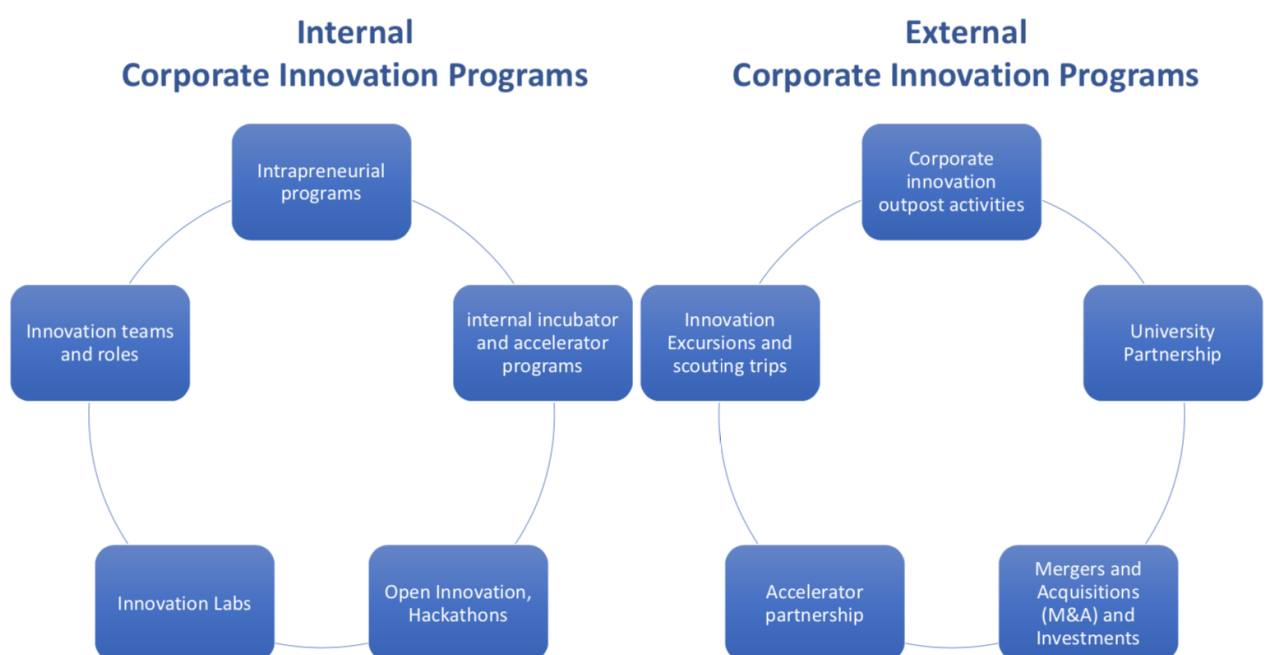 Internal
Corporate Innovation Programs
Intrapreneurial
programs
internal incubator
and accelerator
programs
Open Innovation,
Hackathons
Innovation Labs
Innovation teams
and roles
External
Corporate Innovation Programs
Corporate
innovation
outpost activities
University
Partnership
Mergers and
Acquisitions
(M&A) and
Investments
Accelerator
partnership
Innovation
Excursions and
scouting trips